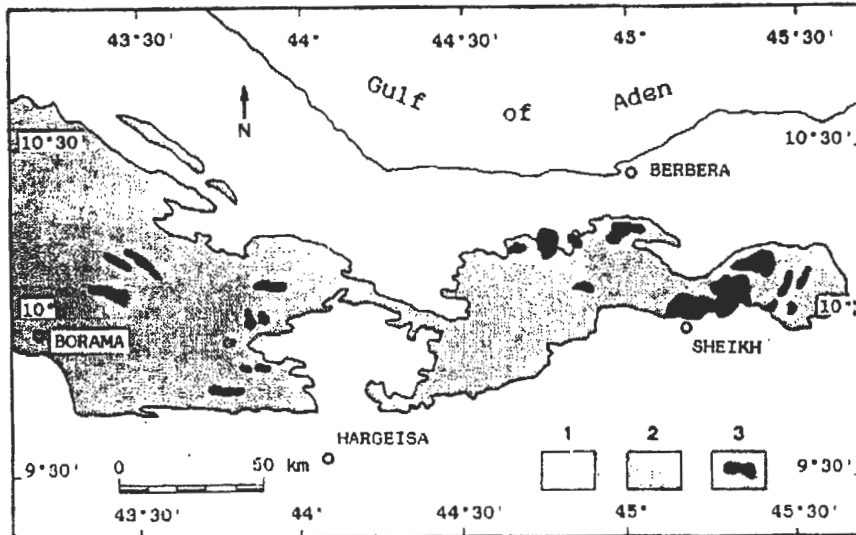 43°30' 44° 44°30' 45° 45°30'
Gulf of Aden
N
10°30' 10°30'
BERBERA
10° 10°
BORAMA
SHEIKH
HARGEISA
1 2 3
0 50 km
9°30' 9°30'
43°30' 44° 44°30' 45° 45°30'